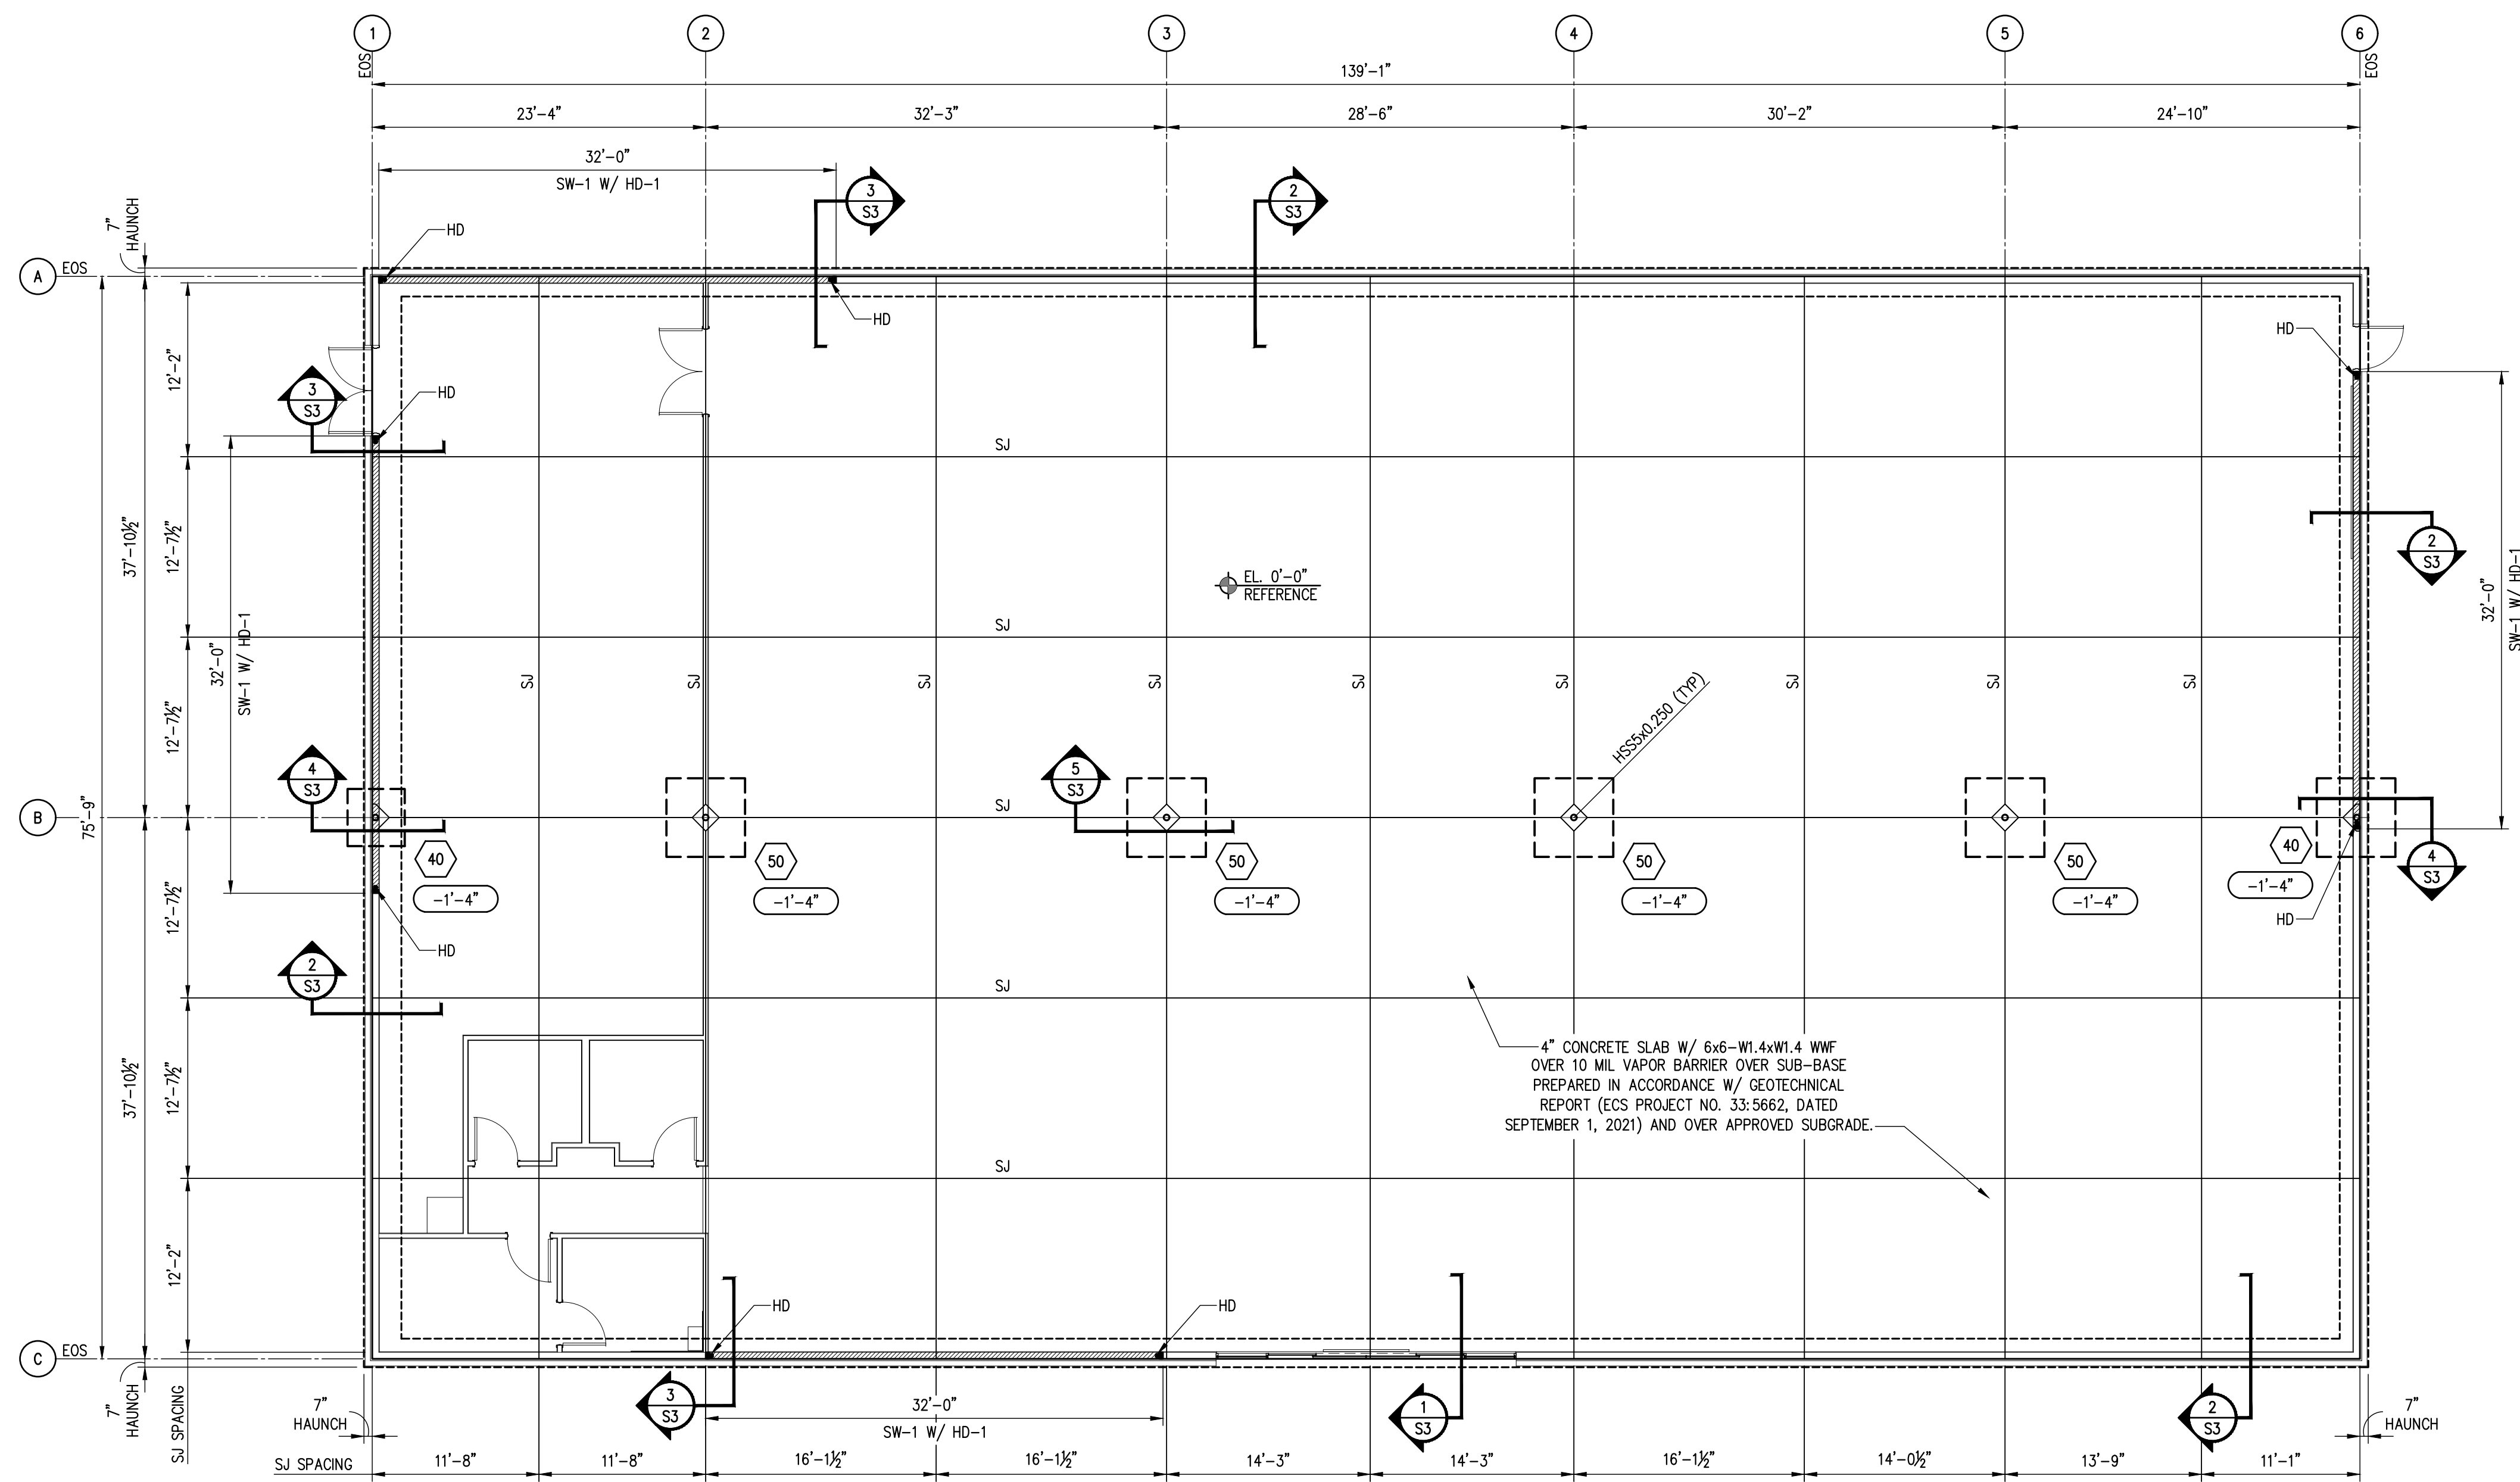 1
2
3
4
5
6
EOS
EOS
139'-1"
23'-4"
32'-3"
28'-6"
30'-2"
24'-10"
32'-0"
SW-1 W/ HD-1
3
S3
2
S3
7"
HAUNCH
HD
A
EOS
HD
HD
12'-2"
3
S3
HD
SJ
37'-10½"
12'-7½"
2
S3
32'-0"
SW-1 W/ HD-1
EL. 0'-0"
REFERENCE
SJ
32'-0"
SW-1 W/ HD-1
SJ
SJ
SJ
SJ
SJ
SJ
SJ
SJ
SJ
12'-7½"
HSS5x0.250 (TYP)
4
S3
5
S3
B
75'-9"
SJ
40
50
50
50
50
40
4
S3
-1'-4"
-1'-4"
-1'-4"
-1'-4"
-1'-4"
-1'-4"
12'-7½"
HD
HD
2
S3
SJ
37'-10½"
12'-7½"
4" CONCRETE SLAB W/ 6x6-W1.4xW1.4 WWF
OVER 10 MIL VAPOR BARRIER OVER SUB-BASE
PREPARED IN ACCORDANCE W/ GEOTECHNICAL
REPORT (ECS PROJECT NO. 33:5662, DATED
SEPTEMBER 1, 2021) AND OVER APPROVED SUBGRADE.
SJ
12'-2"
HD
HD
C
EOS
7"
HAUNCH
SJ SPACING
7"
HAUNCH
3
S3
32'-0"
SW-1 W/ HD-1
1
S3
2
S3
7"
HAUNCH
SJ SPACING
11'-8"
11'-8"
16'-1½"
16'-1½"
14'-3"
14'-3"
16'-1½"
14'-0½"
13'-9"
11'-1"